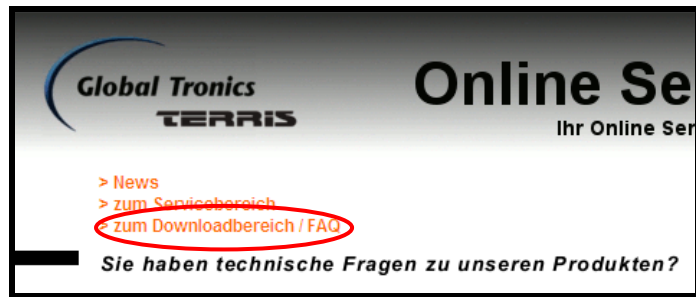 Global Tronics
TERRIS
Online Se
Ihr Online Ser
> News
> zum Servicebereich
> zum Downloadbereich / FAQ
Sie haben technische Fragen zu unseren Produkten?